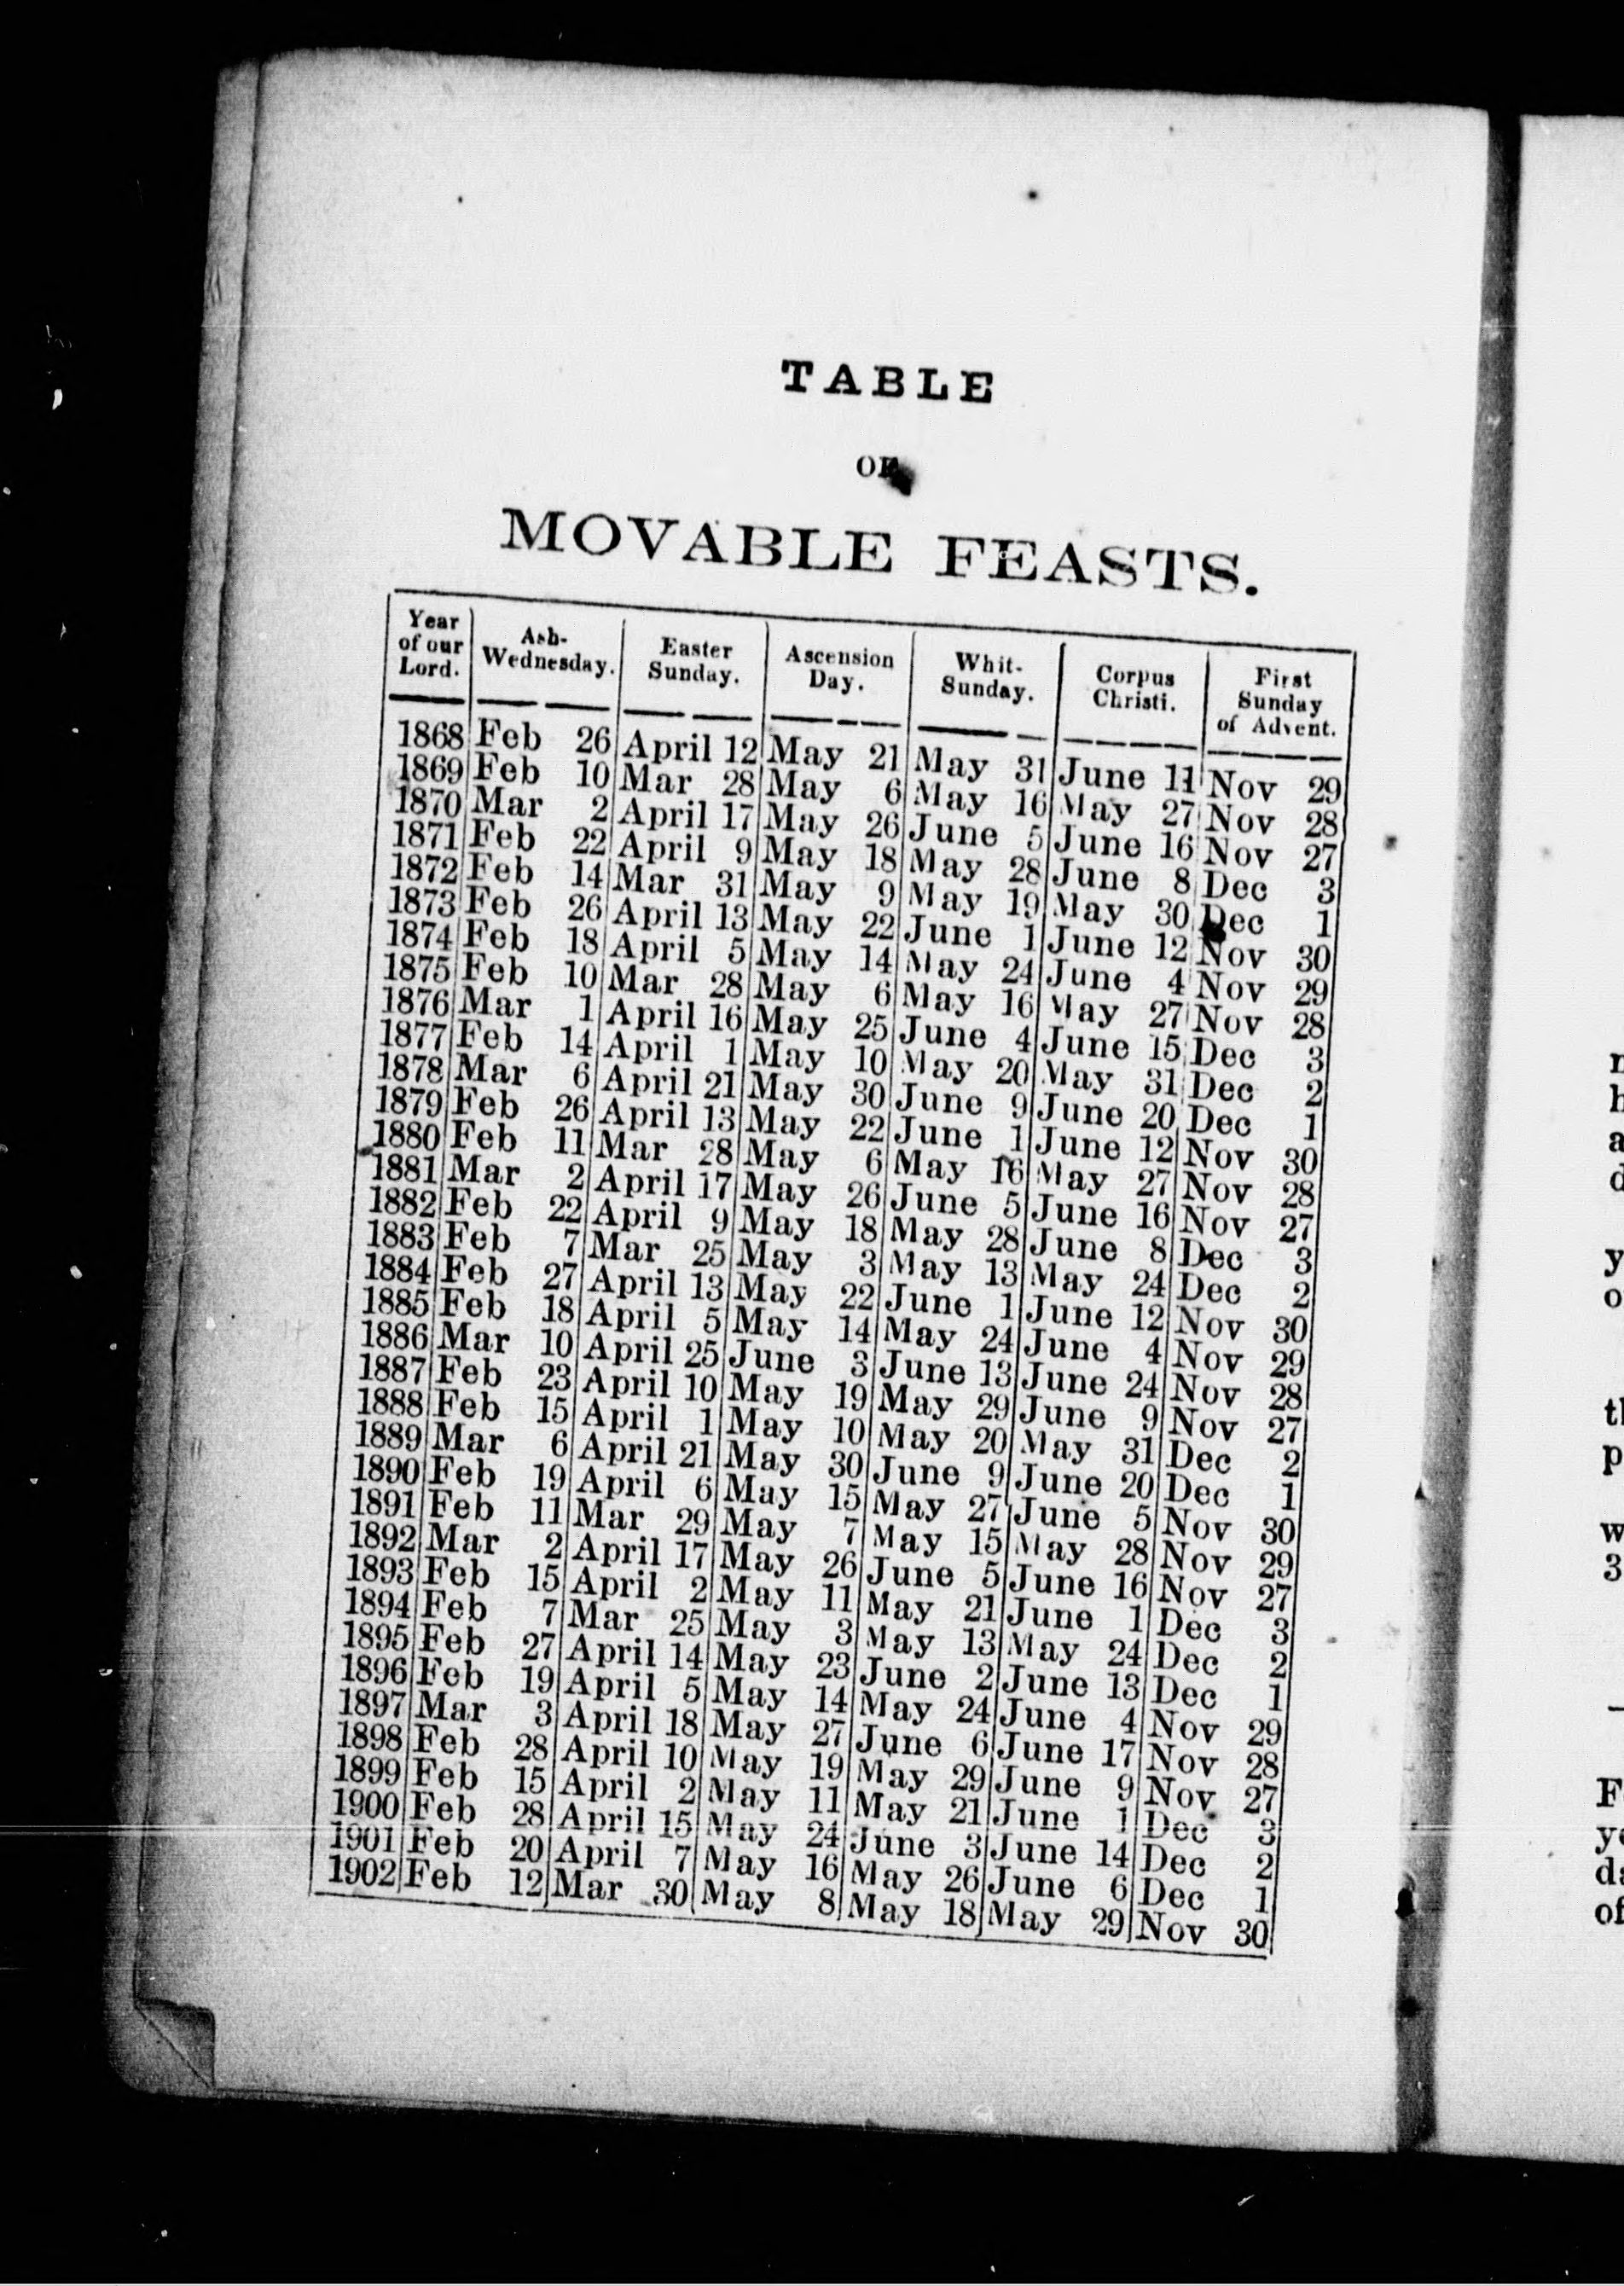 TABLE
OF
MOVABLE FEASTS.
Year of our Lord. Ash-Wednesday. Easter Sunday. Ascension Day. Whit-Sunday. Corpus Christi. First Sunday of Advent.
1868 Feb 26 April 12 May 21 May 31 June 11 Nov 29
1869 Feb 10 Mar 28 May 6 May 16 May 27 Nov 28
1870 Mar 2 April 17 May 26 June 5 June 16 Nov 27
1871 Feb 22 April 9 May 18 May 28 June 8 Dec 3
1872 Feb 14 Mar 31 May 9 May 19 May 30 Dec 1
1873 Feb 26 April 13 May 22 June 1 June 12 Nov 30
1874 Feb 18 April 5 May 14 May 24 June 4 Nov 29
1875 Feb 10 Mar 28 May 6 May 16 May 27 Nov 28
1876 Mar 1 April 16 May 25 June 4 June 15 Dec 3
1877 Feb 14 April 1 May 10 May 20 May 31 Dec 2
1878 Mar 6 April 21 May 30 June 9 June 20 Dec 1
1879 Feb 26 April 13 May 22 June 1 June 12 Nov 30
1880 Feb 11 Mar 28 May 6 May 16 May 27 Nov 28
1881 Mar 2 April 17 May 26 June 5 June 16 Nov 27
1882 Feb 22 April 9 May 18 May 28 June 8 Dec 3
1883 Feb 7 Mar 25 May 3 May 13 May 24 Dec 2
1884 Feb 27 April 13 May 22 June 1 June 12 Nov 30
1885 Feb 18 April 5 May 14 May 24 June 4 Nov 29
1886 Mar 10 April 25 June 3 June 13 June 24 Nov 28
1887 Feb 23 April 10 May 19 May 29 June 9 Nov 27
1888 Feb 15 April 1 May 10 May 20 May 31 Dec 2
1889 Mar 6 April 21 May 30 June 9 June 20 Dec 1
1890 Feb 19 April 6 May 15 May 27 June 5 Nov 30
1891 Feb 11 Mar 29 May 7 May 15 May 28 Nov 29
1892 Mar 2 April 17 May 26 June 5 June 16 Nov 27
1893 Feb 15 April 2 May 11 May 21 June 1 Dec 3
1894 Feb 7 Mar 25 May 3 May 13 May 24 Dec 2
1895 Feb 27 April 14 May 23 June 2 June 13 Dec 1
1896 Feb 19 April 5 May 14 May 24 June 4 Nov 29
1897 Mar 3 April 18 May 27 June 6 June 17 Nov 28
1898 Feb 28 April 10 May 19 May 29 June 9 Nov 27
1899 Feb 15 April 2 May 11 May 21 June 1 Dec 3
1900 Feb 28 April 15 May 24 June 3 June 14 Dec 2
1901 Feb 20 April 7 May 16 May 26 June 6 Dec 1
1902 Feb 12 Mar 30 May 8 May 18 May 29 Nov 30